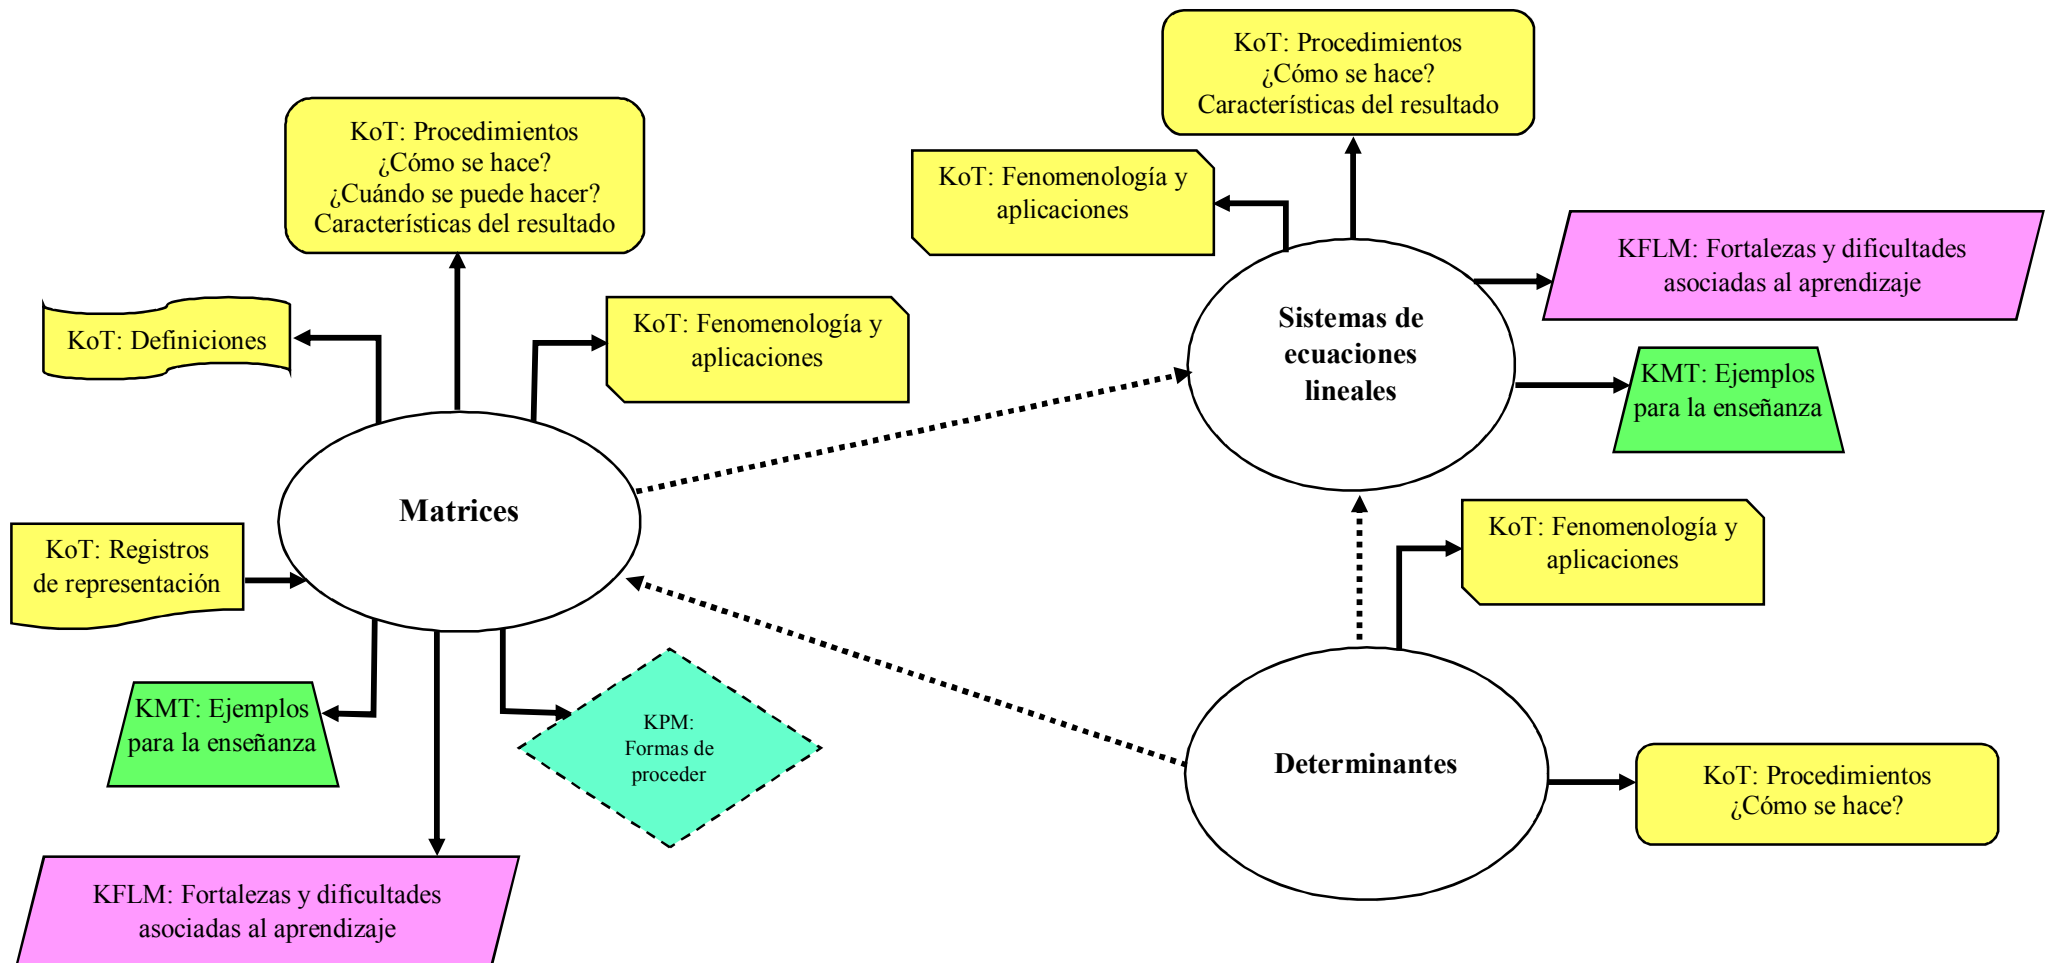 KoT: Procedimientos
¿Cómo se hace?
Características del resultado
KoT: Procedimientos
¿Cómo se hace?
¿Cuándo se puede hacer?
Características del resultado
KoT: Fenomenología y
aplicaciones
KFLM: Fortalezas y dificultades
asociadas al aprendizaje
KoT: Definiciones
KoT: Fenomenología y
aplicaciones
Sistemas de
ecuaciones
lineales
KMT: Ejemplos
para la enseñanza
Matrices
KoT: Registros
de representación
KoT: Fenomenología y
aplicaciones
KMT: Ejemplos
para la enseñanza
KPM:
Formas de
proceder
Determinantes
KoT: Procedimientos
¿Cómo se hace?
KFLM: Fortalezas y dificultades
asociadas al aprendizaje